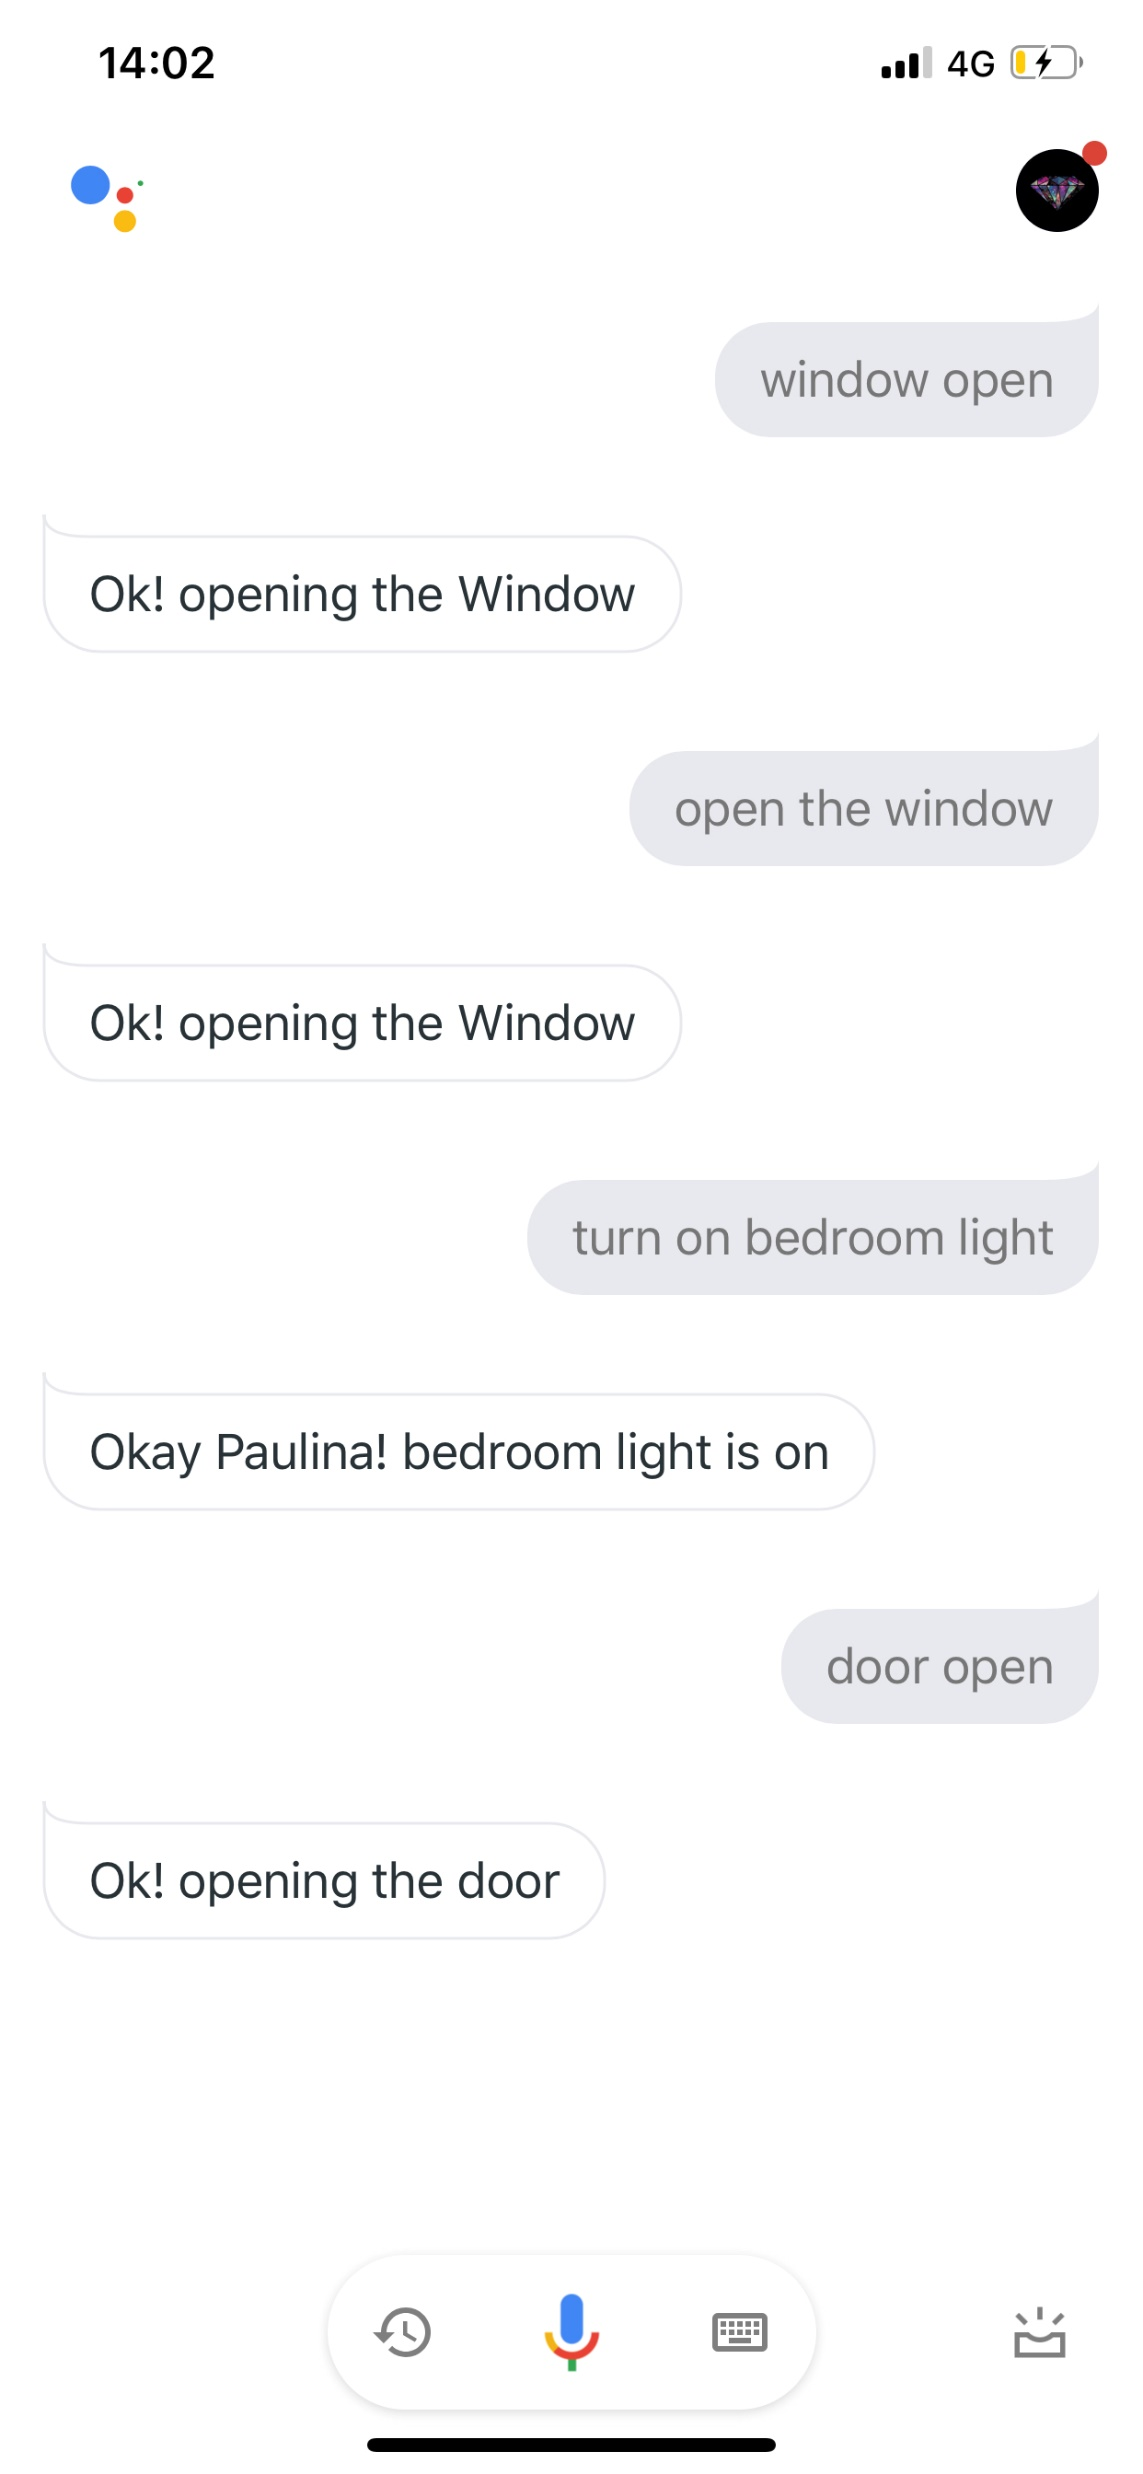 14:02
4G
window open
Ok! opening the Window
open the window
Ok! opening the Window
turn on bedroom light
Okay Paulina! bedroom light is on
door open
Ok! opening the door